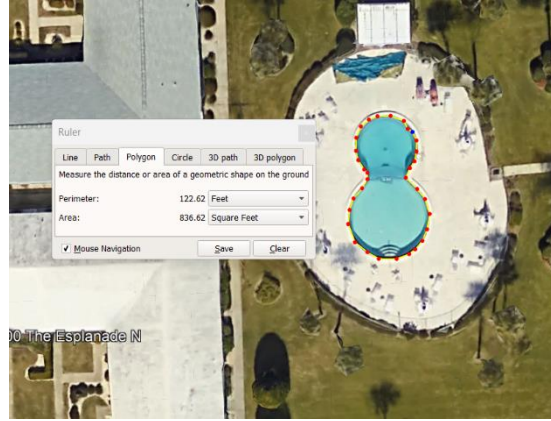 Ruler
Line Path Polygon Circle 3D path 3D polygon
Measure the distance or area of a geometric shape on the ground
Perimeter: 122.62 Feet
Area: 836.62 Square Feet
Mouse Navigation Save Clear
00 The Esplanade N